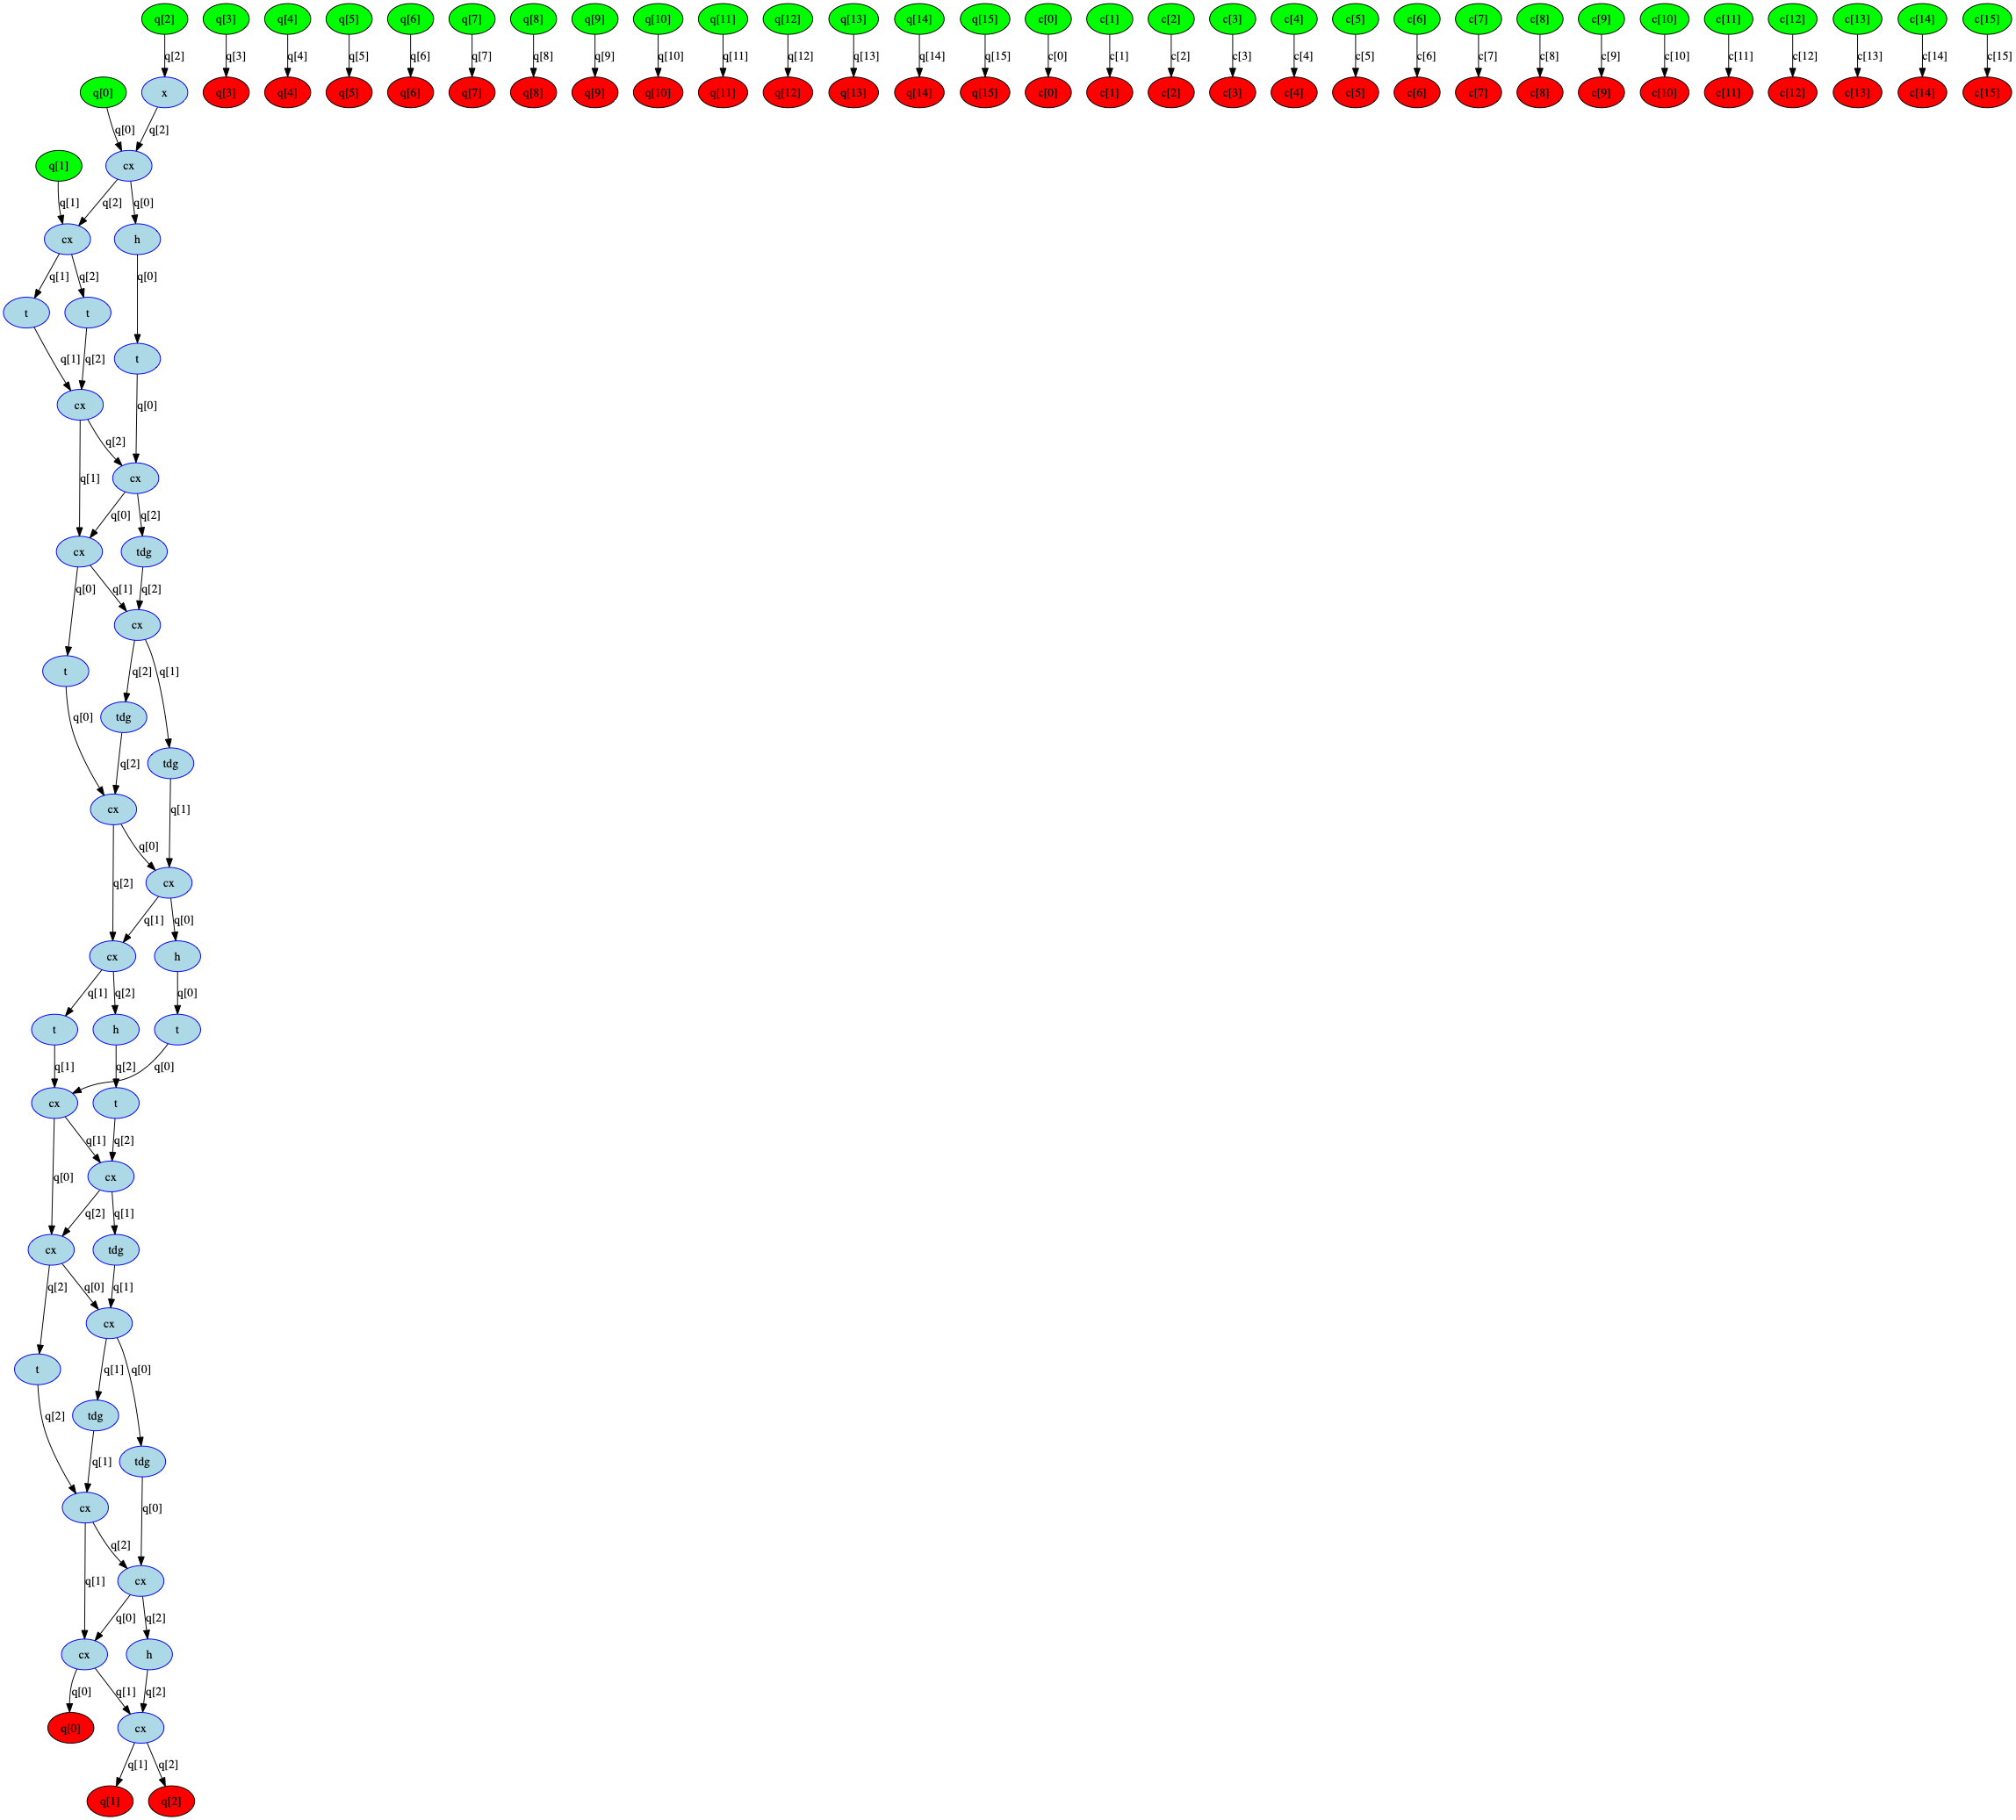 q[2] q[3] q[4] q[5] q[6] q[7] q[8] q[9] q[10] q[11] q[12] q[13] q[14] q[15] c[0] c[1] c[2] c[3] c[4] c[5] c[6] c[7] c[8] c[9] c[10] c[11] c[12] c[13] c[14] c[15]
q[2] q[3] q[4] q[5] q[6] q[7] q[8] q[9] q[10] q[11] q[12] q[13] q[14] q[15] c[0] c[1] c[2] c[3] c[4] c[5] c[6] c[7] c[8] c[9] c[10] c[11] c[12] c[13] c[14] c[15]
q[0] x q[3] q[4] q[5] q[6] q[7] q[8] q[9] q[10] q[11] q[12] q[13] q[14] q[15] c[0] c[1] c[2] c[3] c[4] c[5] c[6] c[7] c[8] c[9] c[10] c[11] c[12] c[13] c[14] c[15]
q[0] q[2]
q[1] cx
q[1] q[2] q[0]
cx h
q[1] q[2] q[0]
t t
q[1] q[2] t
cx q[0]
q[2]
q[1] cx
q[0] q[2]
cx tdg
q[0] q[1] q[2]
cx
t q[2] q[1]
q[0] tdg
q[2] tdg
cx q[1]
q[0]
q[2] cx
q[1] q[0]
cx h
q[1] q[2] q[0]
t h t
q[1] q[2] q[0]
cx t
q[1] q[2]
q[0] cx
q[2] q[1]
cx tdg
q[2] q[0] q[1]
cx
t q[1] q[0]
q[2] tdg
q[1] tdg
cx q[0]
q[2]
q[1] cx
q[0] q[2]
cx h
q[0] q[1] q[2]
q[0] cx
q[1] q[2]
q[1] q[2]